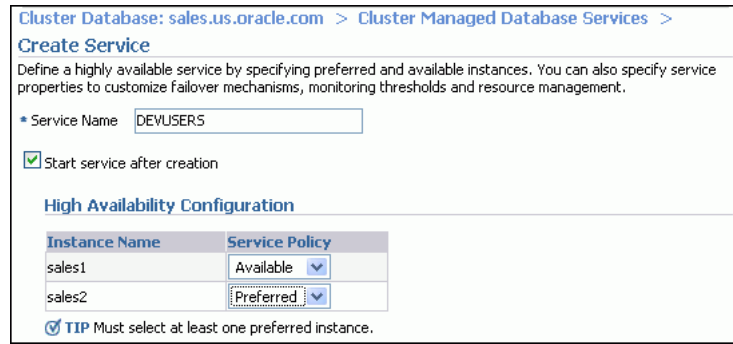 Cluster Database: sales.us.oracle.com > Cluster Managed Database Services >
Create Service
Define a highly available service by specifying preferred and available instances. You can also specify service
properties to customize failover mechanisms, monitoring thresholds and resource management.
* Service Name DEVUSERS
Start service after creation
High Availability Configuration
Instance Name Service Policy
sales1 Available
sales2 Preferred
TIP Must select at least one preferred instance.